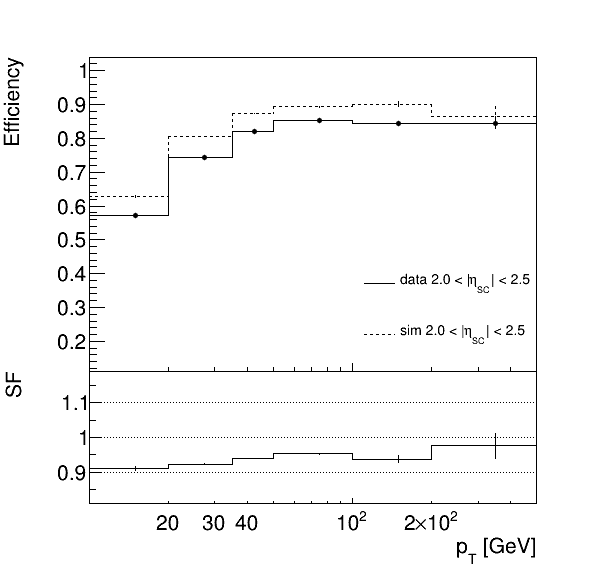 Efficiency
1
0.9
0.8
0.7
0.6
0.5
0.4
0.3
0.2
data 2.0 < |η_SC| < 2.5
sim 2.0 < |η_SC| < 2.5
SF
1.1
1
0.9
20 30 40 10² 2×10²
p_T [GeV]